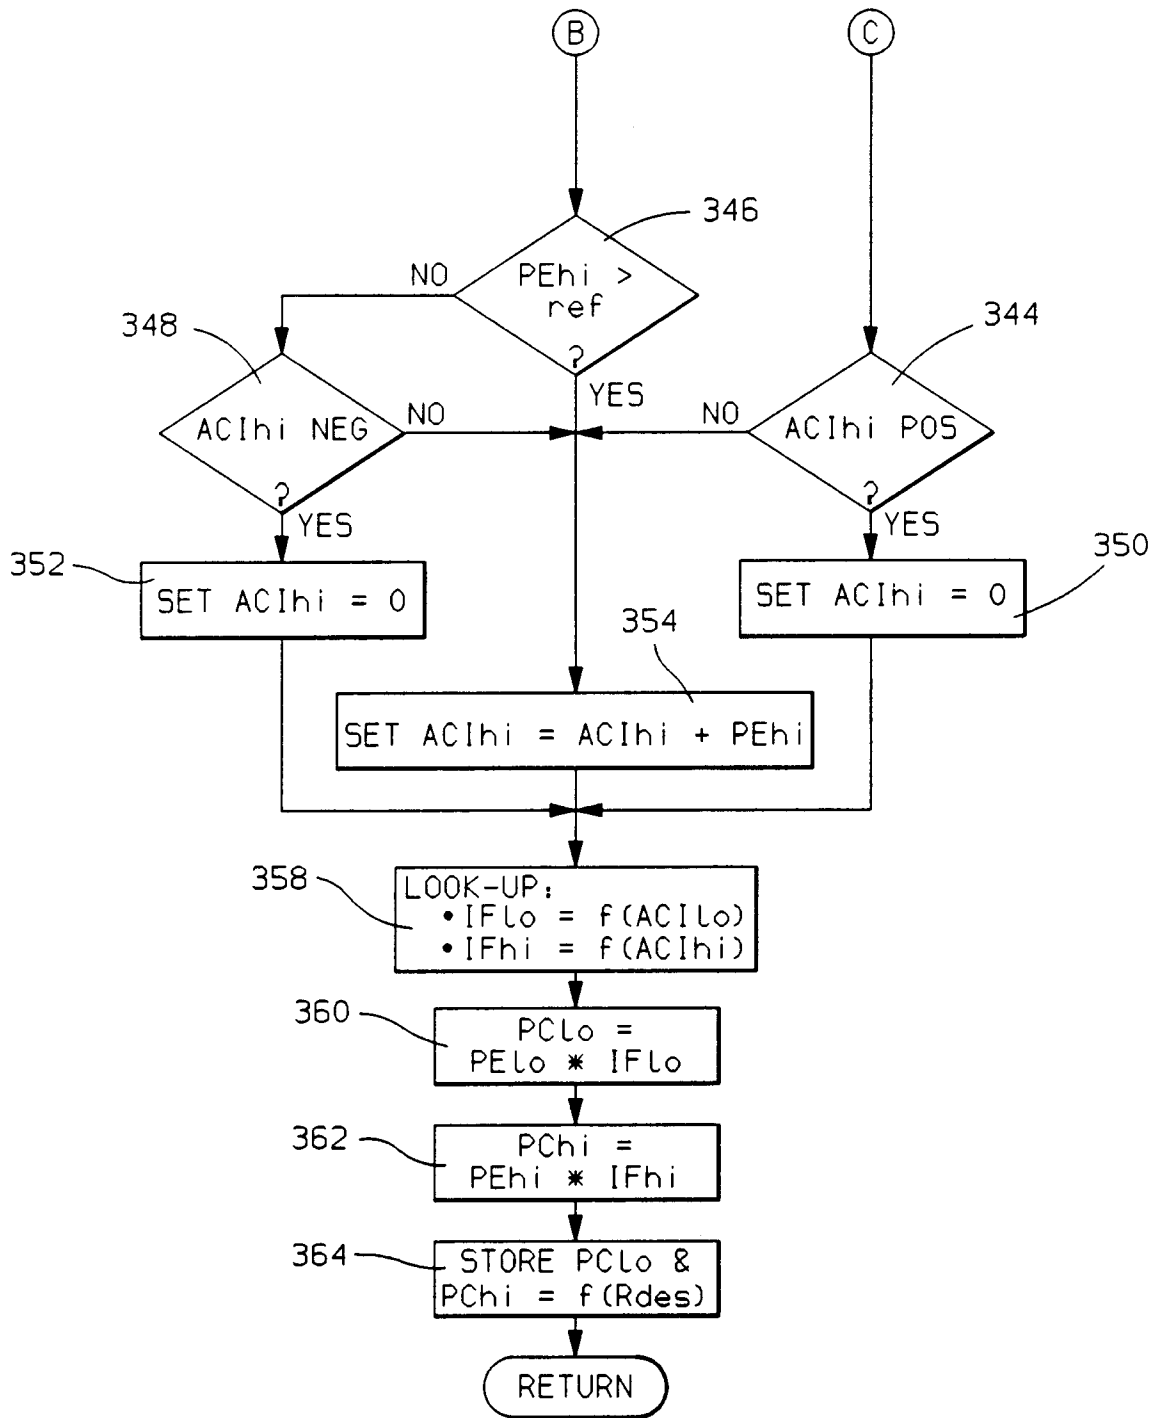 B
C
346
NO
PEhi >
ref
?
YES
348
ACIhi NEG
?
NO
YES
344
NO
ACIhi POS
?
YES
352
SET ACIhi = 0
350
SET ACIhi = 0
354
SET ACIhi = ACIhi + PEhi
358
LOOK-UP:
• IFlo = f(ACIlo)
• IFhi = f(ACIhi)
360
PClo =
PElo * IFlo
362
PChi =
PEhi * IFhi
364
STORE PClo &
PChi = f(Rdes)
RETURN